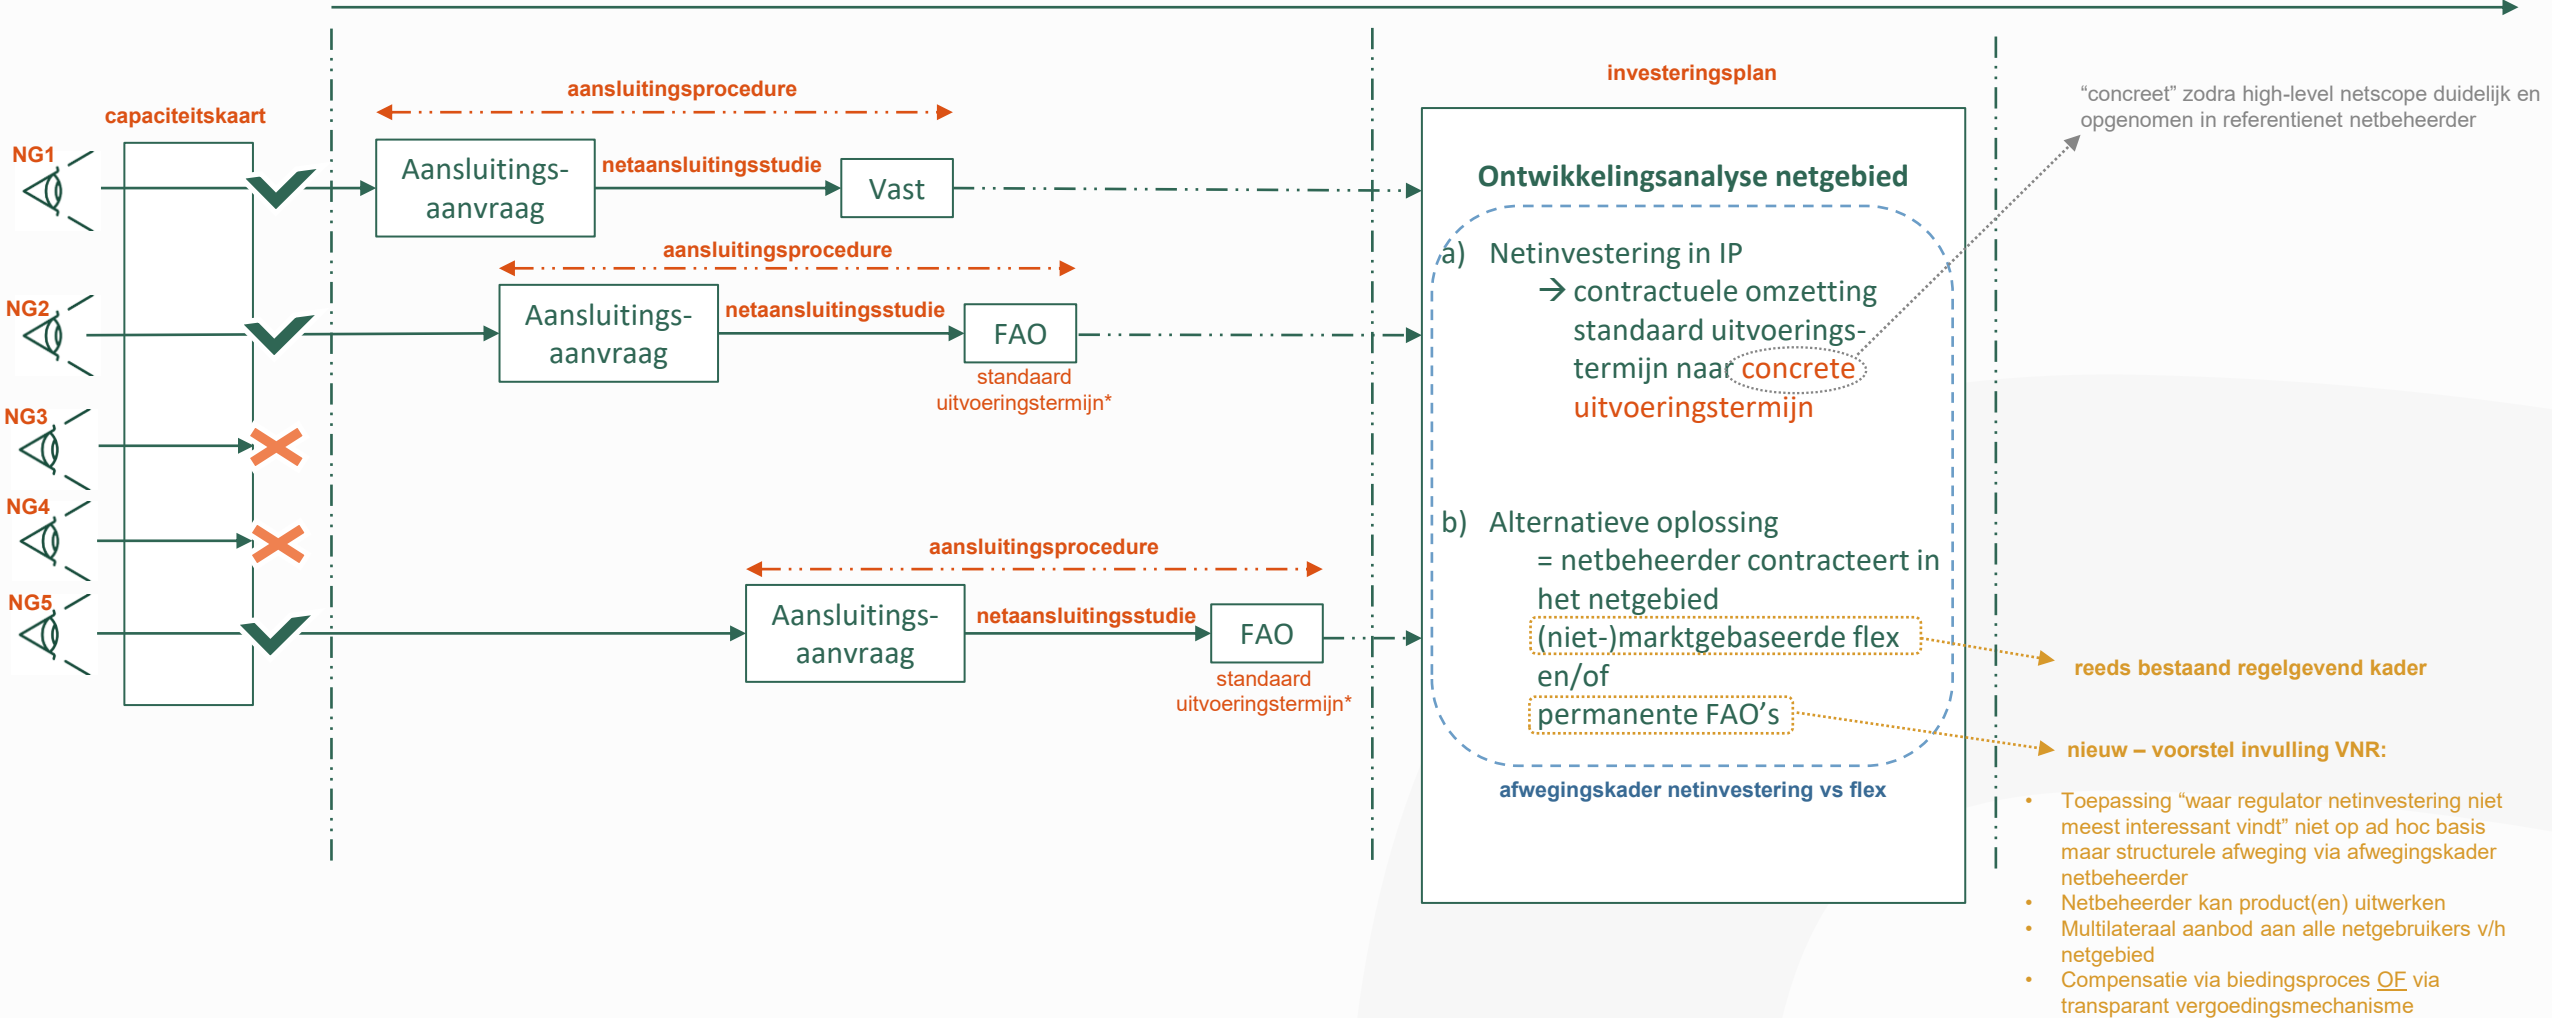 capaciteitskaart
NG1
NG2
NG3
NG4
NG5
aansluitingsprocedure
Aansluitings-
aanvraag
netaansluitingsstudie
Vast
aansluitingsprocedure
Aansluitings-
aanvraag
netaansluitingsstudie
FAO
standaard
uitvoeringstermijn*
aansluitingsprocedure
Aansluitings-
aanvraag
netaansluitingsstudie
FAO
standaard
uitvoeringstermijn*
investeringsplan
Ontwikkelingsanalyse netgebied
a) Netinvestering in IP
→ contractuele omzetting
standaard uitvoerings-
termijn naar concrete
uitvoeringstermijn
b) Alternatieve oplossing
= netbeheerder contracteert in
het netgebied
(niet-)marktgebaseerde flex
en/of
permanente FAO’s
afwegingskader netinvestering vs flex
“concreet” zodra high-level netscope duidelijk en
opgenomen in referentienet netbeheerder
reeds bestaand regelgevend kader
nieuw – voorstel invulling VNR:
• Toepassing “waar regulator netinvestering niet
meest interessant vindt” niet op ad hoc basis
maar structurele afweging via afwegingskader
netbeheerder
• Netbeheerder kan product(en) uitwerken
• Multilateraal aanbod aan alle netgebruikers v/h
netgebied
• Compensatie via biedingsproces OF via
transparant vergoedingsmechanisme